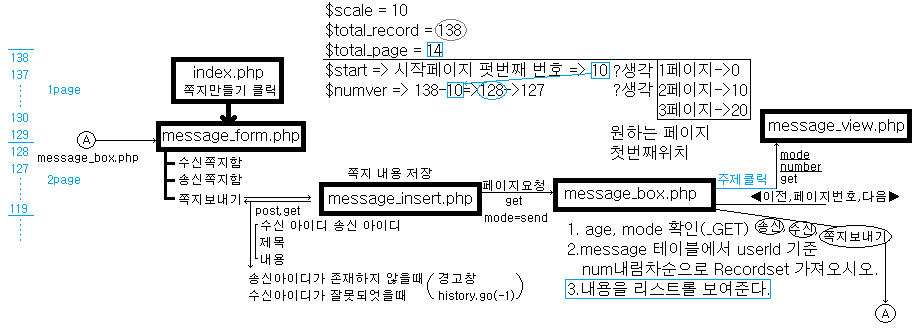 $scale = 10
$total_record = 138
$total_page = 14
$start => 시작페이지 펏번째 번호 => 10 ?생각 1페이지->0
$numver => 138-10=>128->127 ?생각 2페이지->10
3페이지->20
원하는 페이지
첫번째위치
138
137
1page
130
129
128
127
2page
119
index.php
쪽지만들기 클릭
A
message_box.php
message_form.php
수신쪽지함
송신쪽지함
쪽지보내기
쪽지 내용 저장
message_insert.php
post,get
수신 아이디 송신 아이디
제목
내용
송신아이디가 존재하지 않을때
수신아이디가 잘못되엇을때
경고창
history.go(-1)
페이지요청
get
mode=send
message_box.php
주제클릭
message_view.php
mode
number
get
◀이전,페이지번호,다음▶
1. age, mode 확인(_GET) 송신 수신 쪽지보내기
2.message 테이블에서 userId 기준
num내림차순으로 Recordset 가져오시오.
3.내용을 리스트롤 보여준다.
A